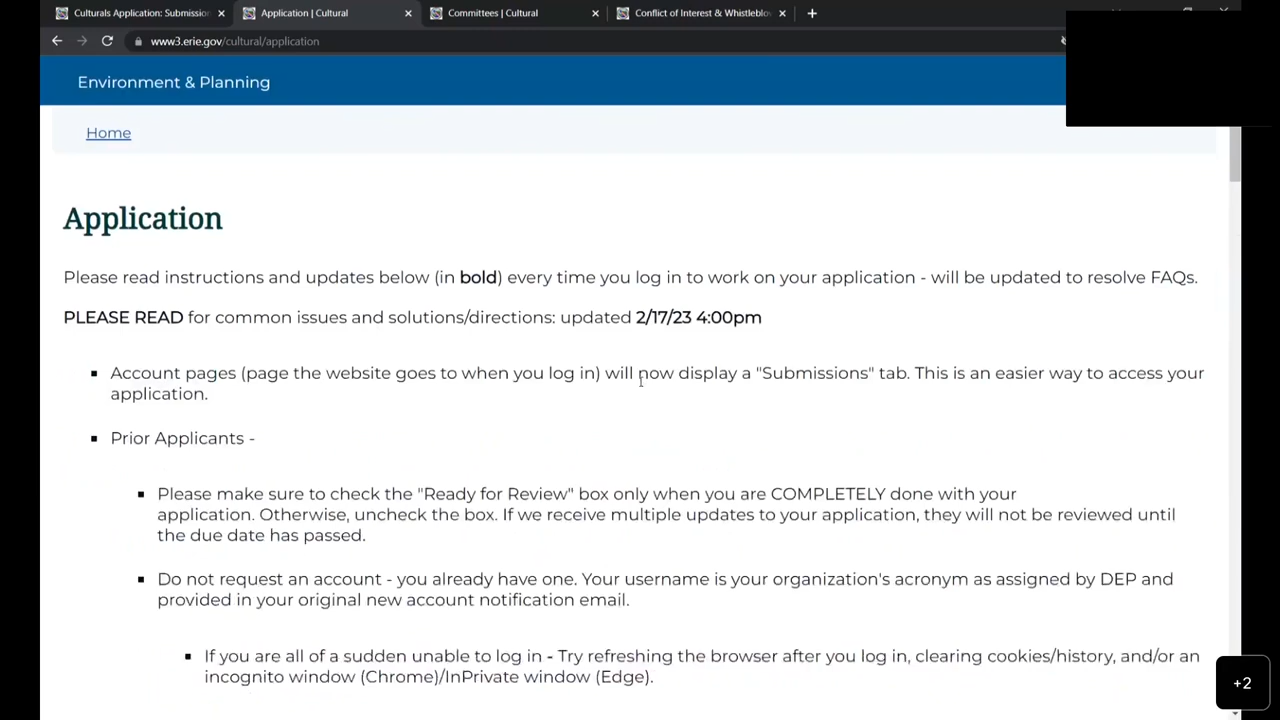 Culturals Application: Submission
Application | Cultural
Committees | Cultural
Conflict of Interest & Whistleblov
www3.erie.gov/cultural/application
Environment & Planning
Home
Application
Please read instructions and updates below (in bold) every time you log in to work on your application - will be updated to resolve FAQs.
PLEASE READ for common issues and solutions/directions: updated 2/17/23 4:00pm
Account pages (page the website goes to when you log in) will now display a "Submissions" tab. This is an easier way to access your
application.
Prior Applicants -
Please make sure to check the "Ready for Review" box only when you are COMPLETELY done with your
application. Otherwise, uncheck the box. If we receive multiple updates to your application, they will not be reviewed until
the due date has passed.
Do not request an account - you already have one. Your username is your organization's acronym as assigned by DEP and
provided in your original new account notification email.
If you are all of a sudden unable to log in - Try refreshing the browser after you log in, clearing cookies/history, and/or an
incognito window (Chrome)/InPrivate window (Edge).
+2